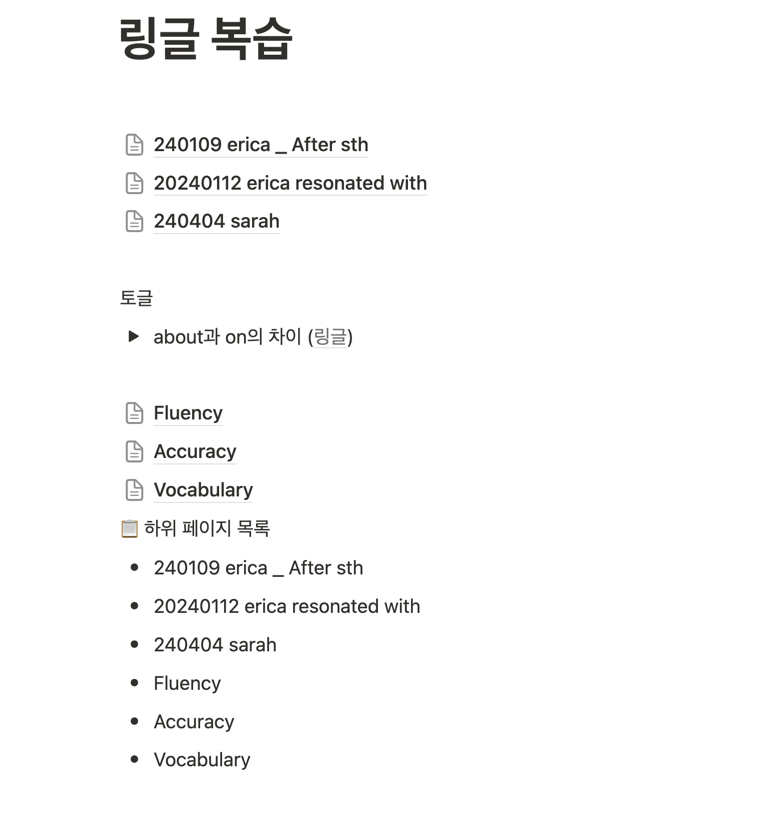 링글 복습
240109 erica _ After sth
20240112 erica resonated with
240404 sarah
토글
about과 on의 차이 (링글)
Fluency
Accuracy
Vocabulary
📋 하위 페이지 목록
240109 erica _ After sth
20240112 erica resonated with
240404 sarah
Fluency
Accuracy
Vocabulary